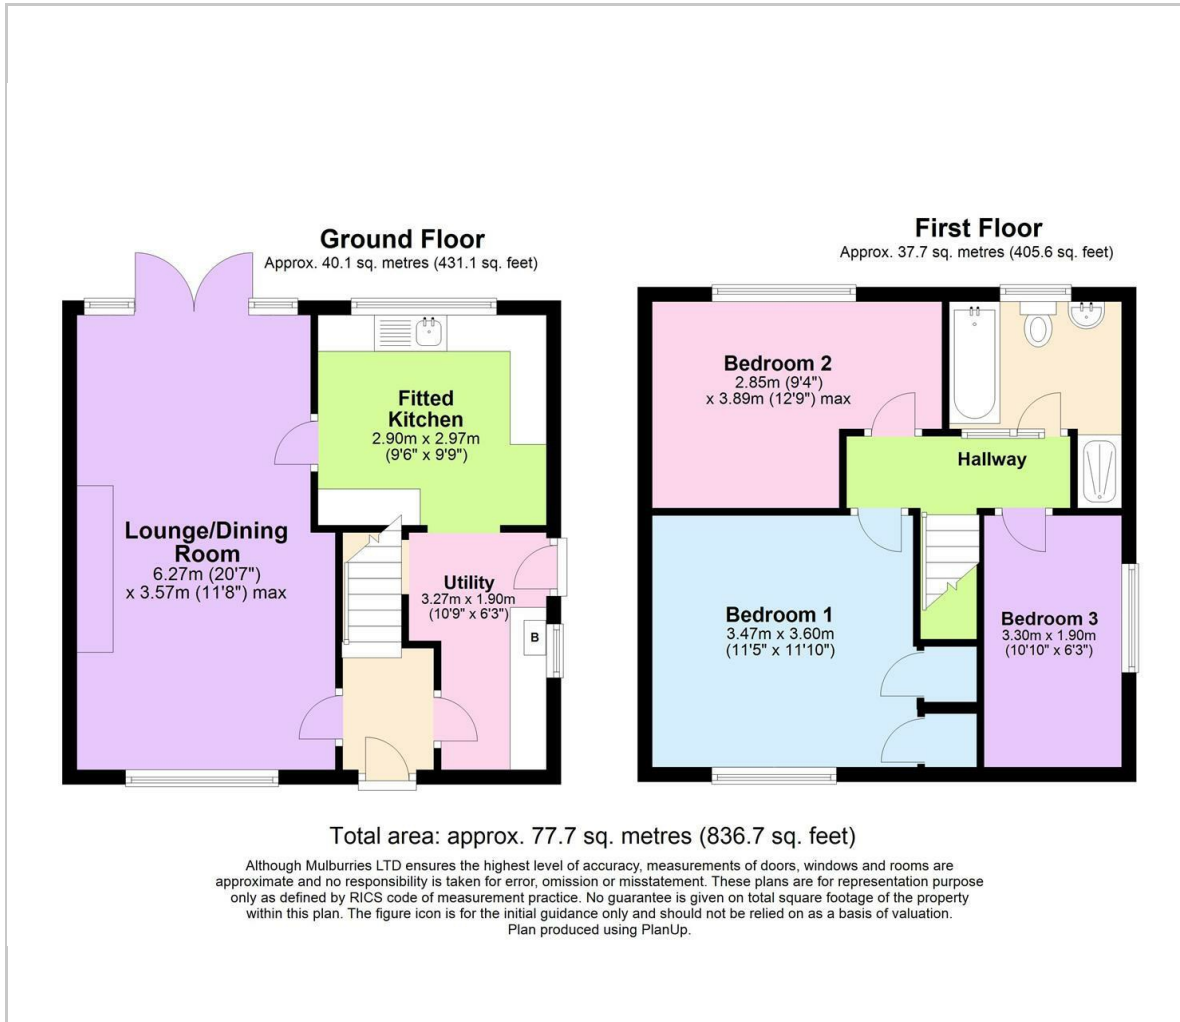 Ground Floor
Approx. 40.1 sq. metres (431.1 sq. feet)
Lounge/Dining
Room
6.27m (20'7")
x 3.57m (11'8") max
Fitted
Kitchen
2.90m x 2.97m
(9'6" x 9'9")
Utility
3.27m x 1.90m
(10'9" x 6'3")
B
First Floor
Approx. 37.7 sq. metres (405.6 sq. feet)
Bedroom 2
2.85m (9'4")
x 3.89m (12'9") max
Hallway
Bedroom 1
3.47m x 3.60m
(11'5" x 11'10")
Bedroom 3
3.30m x 1.90m
(10'10" x 6'3")
Total area: approx. 77.7 sq. metres (836.7 sq. feet)
Although Mulburries LTD ensures the highest level of accuracy, measurements of doors, windows and rooms are
approximate and no responsibility is taken for error, omission or misstatement. These plans are for representation purpose
only as defined by RICS code of measurement practice. No guarantee is given on total square footage of the property
within this plan. The figure icon is for the initial guidance only and should not be relied on as a basis of valuation.
Plan produced using PlanUp.